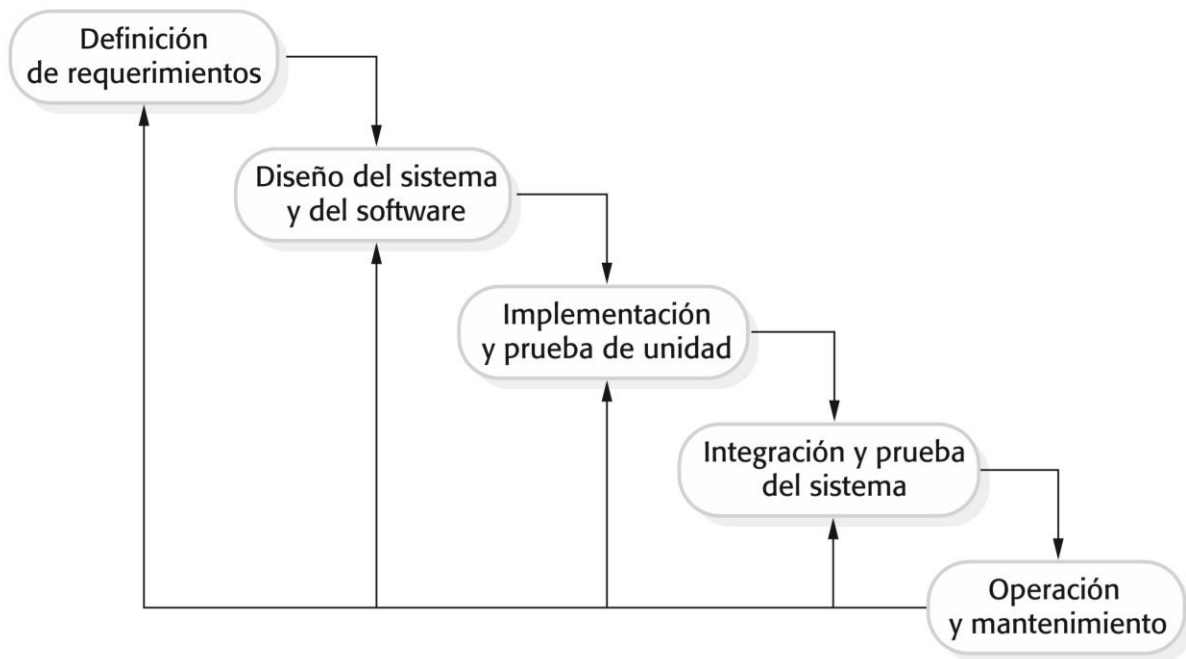 Definición
de requerimientos
Diseño del sistema
y del software
Implementación
y prueba de unidad
Integración y prueba
del sistema
Operación
y mantenimiento